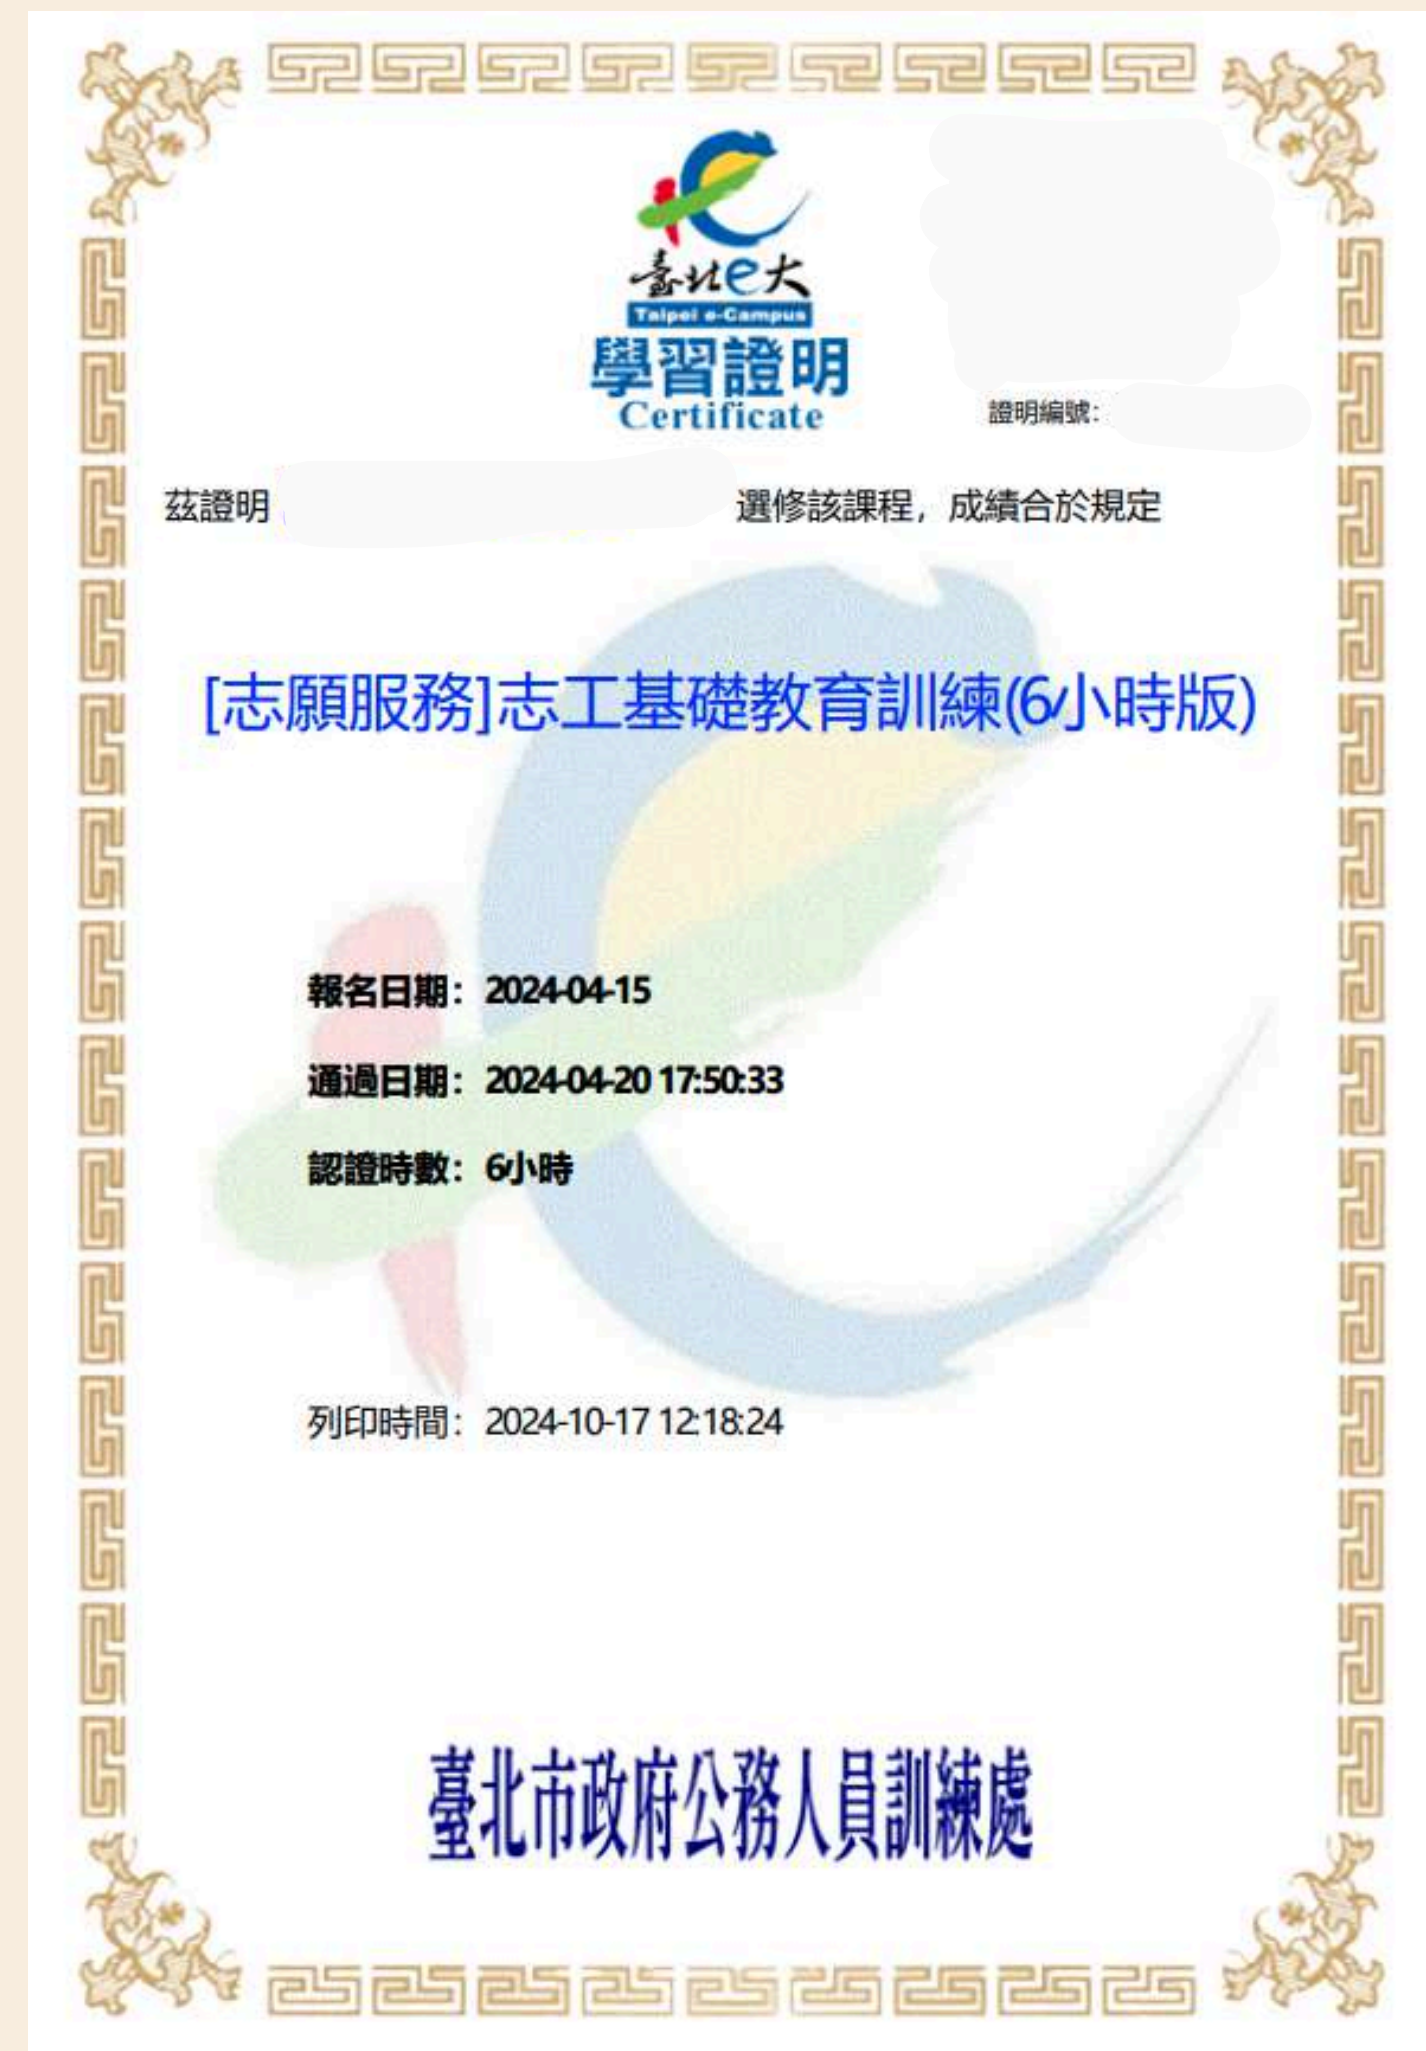 臺北e大
Taipei e-Campus
學習證明
Certificate
證明編號：
茲證明 選修該課程，成績合於規定
[志願服務]志工基礎教育訓練(6小時版)
報名日期：2024-04-15
通過日期：2024-04-20 17:50:33
認證時數：6小時
列印時間：2024-10-17 12:18:24
臺北市政府公務人員訓練處